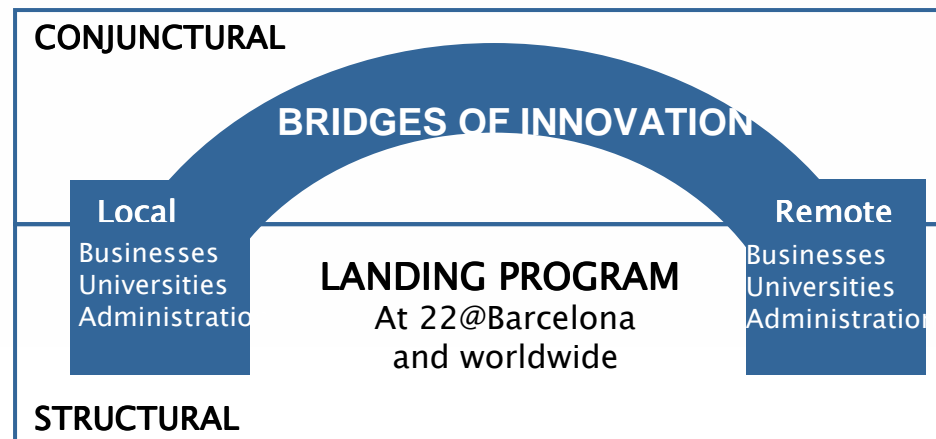 CONJUNCTURAL
BRIDGES OF INNOVATION
Local
Businesses
Universities
Administratio
Remote
Businesses
Universities
Administration
LANDING PROGRAM
At 22@Barcelona
and worldwide
STRUCTURAL